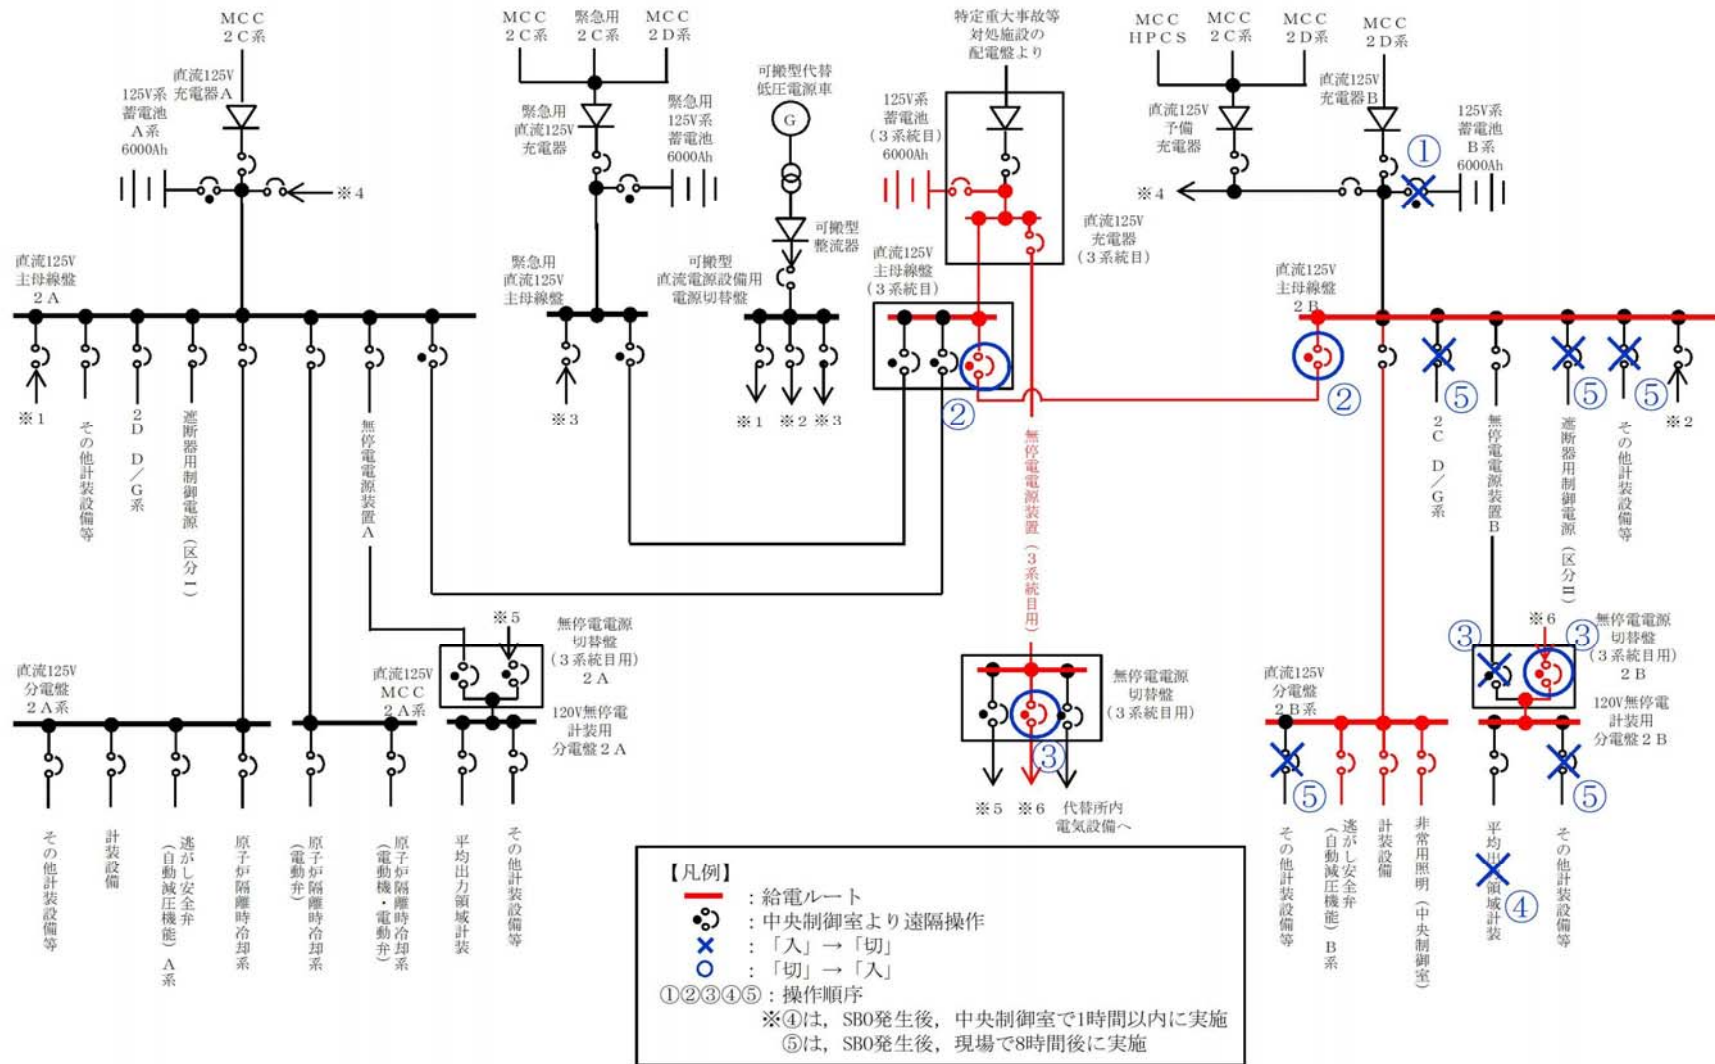 MCC
2C系
MCC
2C系
緊急用
2C系
MCC
2D系
特定重大事故等
対処施設の
配電盤より
MCC
HPCS
MCC
2C系
MCC
2D系
MCC
2D系
直流125V
充電器A
125V系
蓄電池
A系
6000Ah
※4
緊急用
直流125V
充電器
緊急用
125V系
蓄電池
6000Ah
可搬型代替
低圧電源車
G
可搬型
整流器
125V系
蓄電池
(3系統目)
6000Ah
直流125V
充電器
(3系統目)
直流125V
予備
充電器
直流125V
充電器B
①
125V系
蓄電池
B系
6000Ah
※4
直流125V
主母線盤
2A
緊急用
直流125V
主母線盤
可搬型
直流電源設備用
電源切替盤
直流125V
主母線盤
(3系統目)
直流125V
主母線盤
2B
※1
その他計装設備等
2D D/G系
遮断器用制御電源(区分I)
無停電電源装置A
※3
※1
※2
※3
②
無停電電源装置(3系統目用)
②
⑤
2C D/G系
無停電電源装置B
⑤
遮断器用制御電源(区分II)
⑤
その他計装設備等
※2
※5
無停電電源
切替盤
(3系統目用)
2A
③
※6
③
無停電電源
切替盤
(3系統目用)
2B
直流125V
分電盤
2A系
直流125V
MCC
2A系
120V無停電
計装用
分電盤2A
無停電電源
切替盤
(3系統目用)
③
※5
※6
代替所内
電気設備へ
直流125V
分電盤
2B系
120V無停電
計装用
分電盤2B
⑤
⑤
その他計装設備等
計装設備
逃がし安全弁
(自動減圧機能)A系
原子炉隔離時冷却系
原子炉隔離時冷却系
(電動弁)
原子炉隔離時冷却系
(電動機・電動弁)
平均出力領域計装
その他計装設備等
その他計装設備等
逃がし安全弁
(自動減圧機能)B系
計装設備
非常用照明(中央制御室)
平均出力領域計装
④
その他計装設備等
【凡例】
:給電ルート
:中央制御室より遠隔操作
:「入」→「切」
:「切」→「入」
①②③④⑤:操作順序
※④は,SBO発生後,中央制御室で1時間以内に実施
⑤は,SBO発生後,現場で8時間後に実施